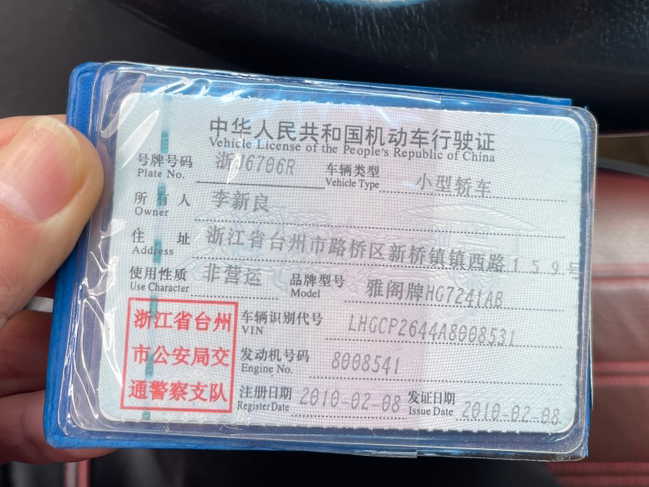 中华人民共和国机动车行驶证
Vehicle License of the People's Republic of China
号牌号码 浙J6706R 车辆类型 小型轿车
Plate No. Vehicle Type
所有人 李新良
Owner
住址 浙江省台州市路桥区新桥镇镇西路159号
Address
使用性质 非营运 品牌型号 雅阁牌HG7241AB
Use Character Model
浙江省台州
市公安局交
通警察支队
车辆识别代号 LHGCP2644A8008531
VIN
发动机号码 8008541
Engine No.
注册日期 2010-02-08 发证日期 2010-02-08
Register Date Issue Date